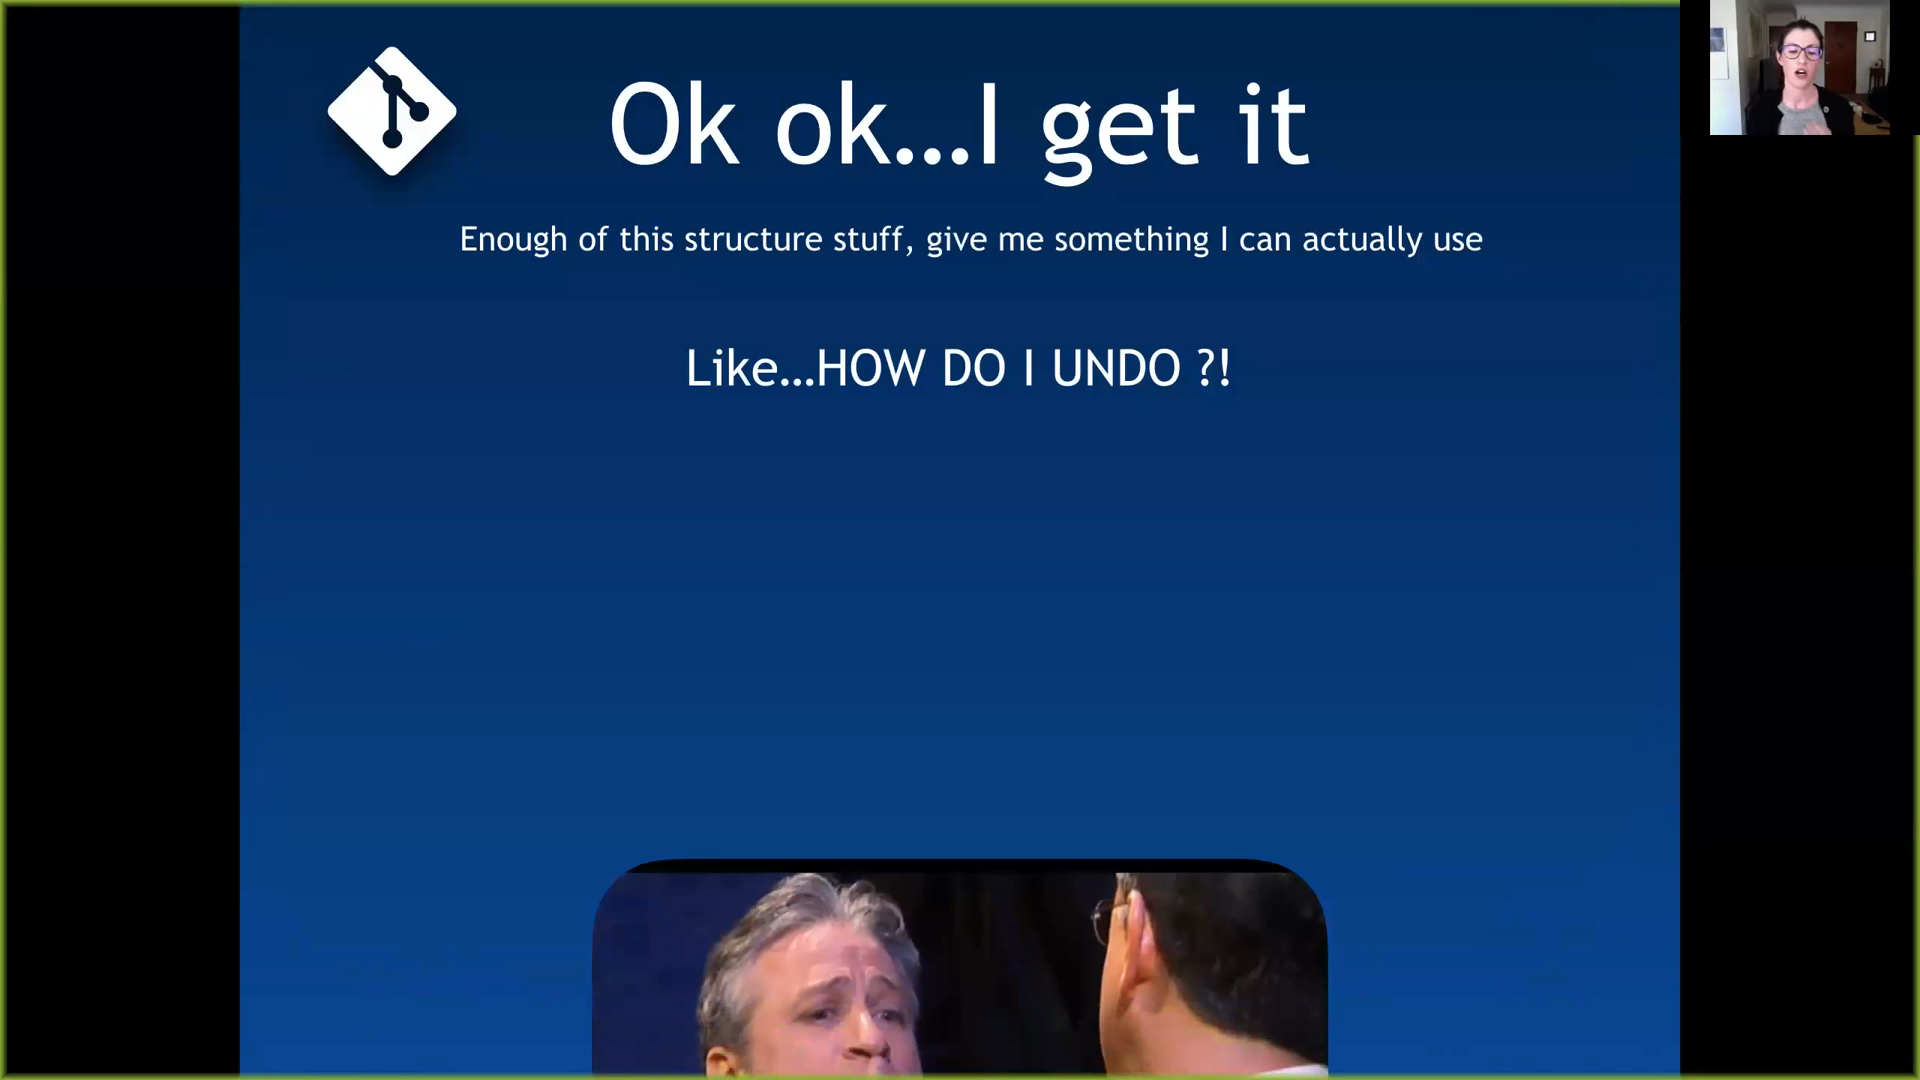 Ok ok...I get it
Enough of this structure stuff, give me something I can actually use
Like...HOW DO I UNDO ?!